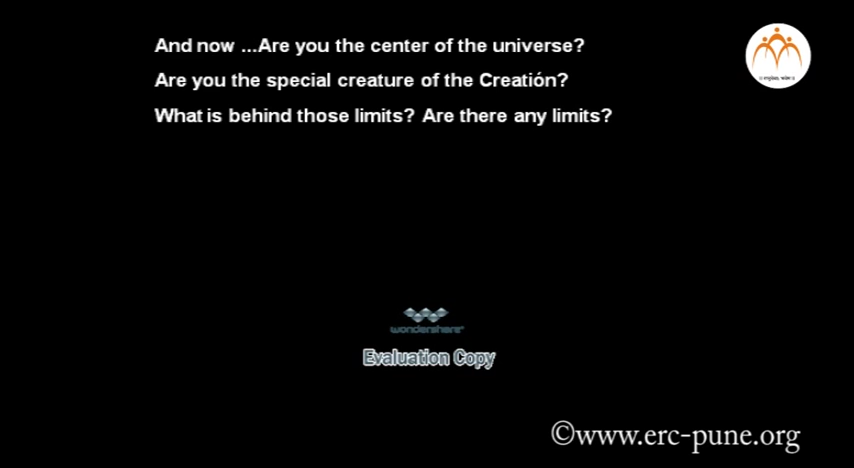 And now ...Are you the center of the universe?
Are you the special creature of the Creatión?
What is behind those limits? Are there any limits?
wondershare
Evaluation Copy
©www.erc-pune.org